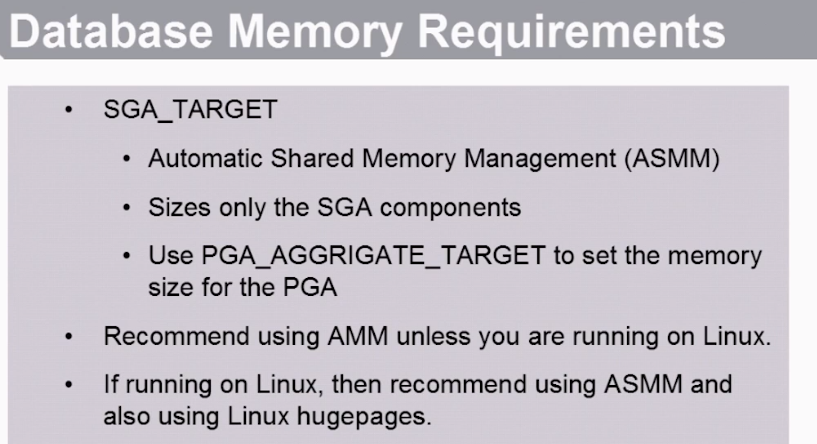 Database Memory Requirements
• SGA_TARGET
• Automatic Shared Memory Management (ASMM)
• Sizes only the SGA components
• Use PGA_AGGRIGATE_TARGET to set the memory
size for the PGA
• Recommend using AMM unless you are running on Linux.
• If running on Linux, then recommend using ASMM and
also using Linux hugepages.